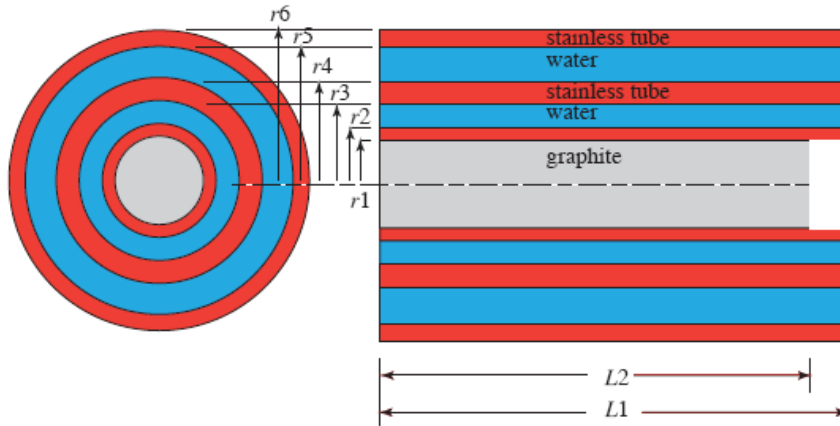 r6
r5
r4
r3
r2
r1
stainless tube
water
stainless tube
water
graphite
L2
L1